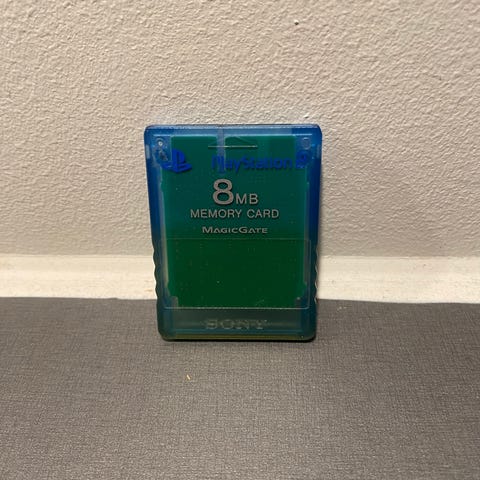 PlayStation 2
8MB
MEMORY CARD
MAGICGATE
SONY